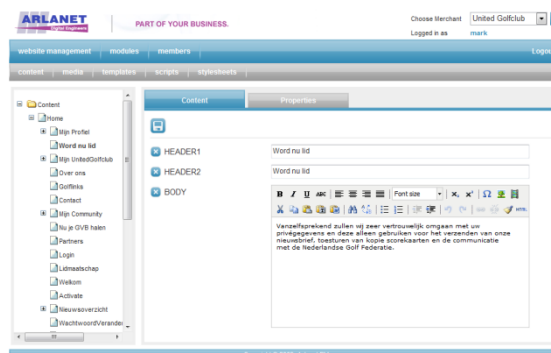 ARLANET
Digital Engineers
PART OF YOUR BUSINESS.
Choose Merchant
United Golfclub
Logged in as
mark
website management
modules
members
Logou
content
media
templates
scripts
stylesheets
Content
Home
Mijn Profiel
Word nu lid
Mijn UnitedGolfclub
Over ons
Golflinks
Contact
Mijn Community
Nu je GVB halen
Partners
Login
Lidmaatschap
Welkom
Activate
Nieuwsoverzicht
WachtwoordVerander
Content
Properties
HEADER1
Word nu lid
HEADER2
Word nu lid
BODY
B I U ABC
Font size
HTML
Vanzelfsprekend zullen wij zeer vertrouwelijk omgaan met uw
privégegevens en deze alleen gebruiken voor het verzenden van onze
nieuwsbrief, toesturen van kopie scorekaarten en de communicatie
met de Nederlandse Golf Federatie.